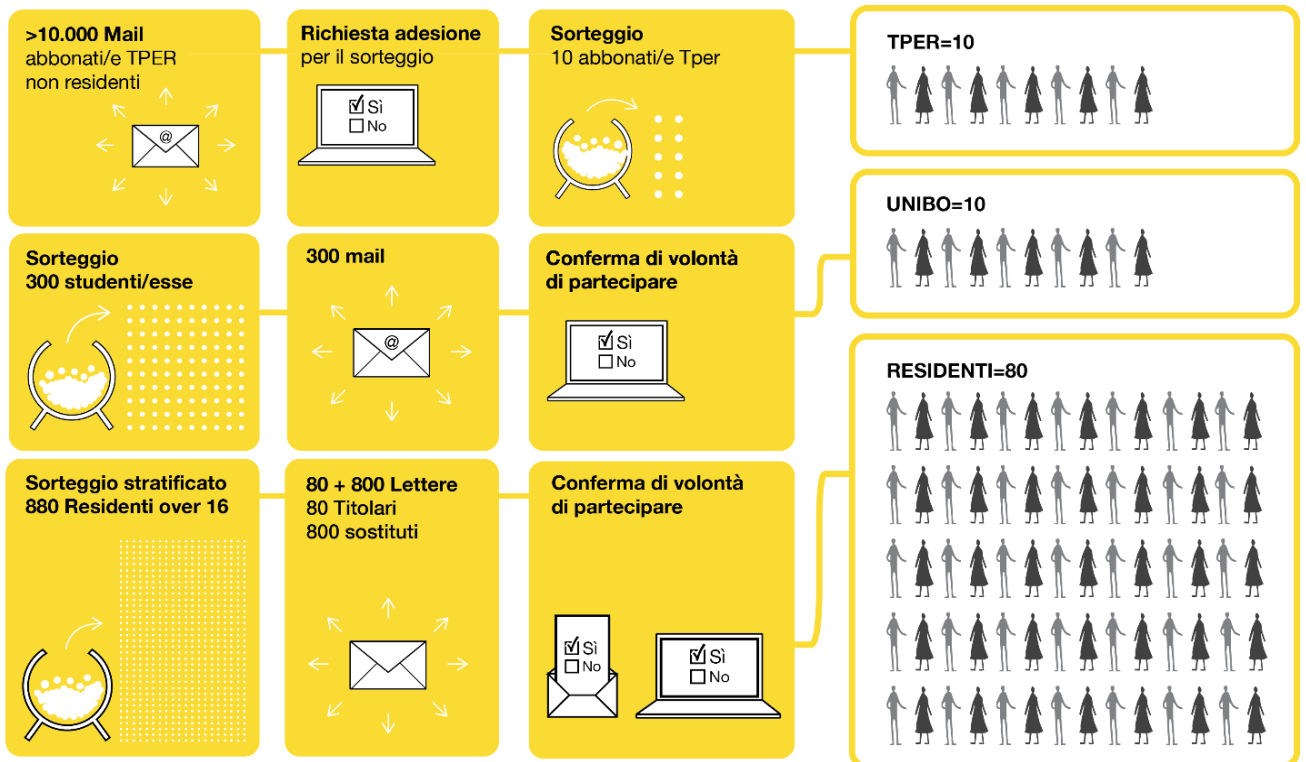 >10.000 Mail
abbonati/e TPER
non residenti
@
Richiesta adesione
per il sorteggio
Sì
No
Sorteggio
10 abbonati/e Tper
TPER=10
Sorteggio
300 studenti/esse
300 mail
@
Conferma di volontà
di partecipare
Sì
No
UNIBO=10
Sorteggio stratificato
880 Residenti over 16
80 + 800 Lettere
80 Titolari
800 sostituti
Conferma di volontà
di partecipare
Sì
No
Sì
No
RESIDENTI=80